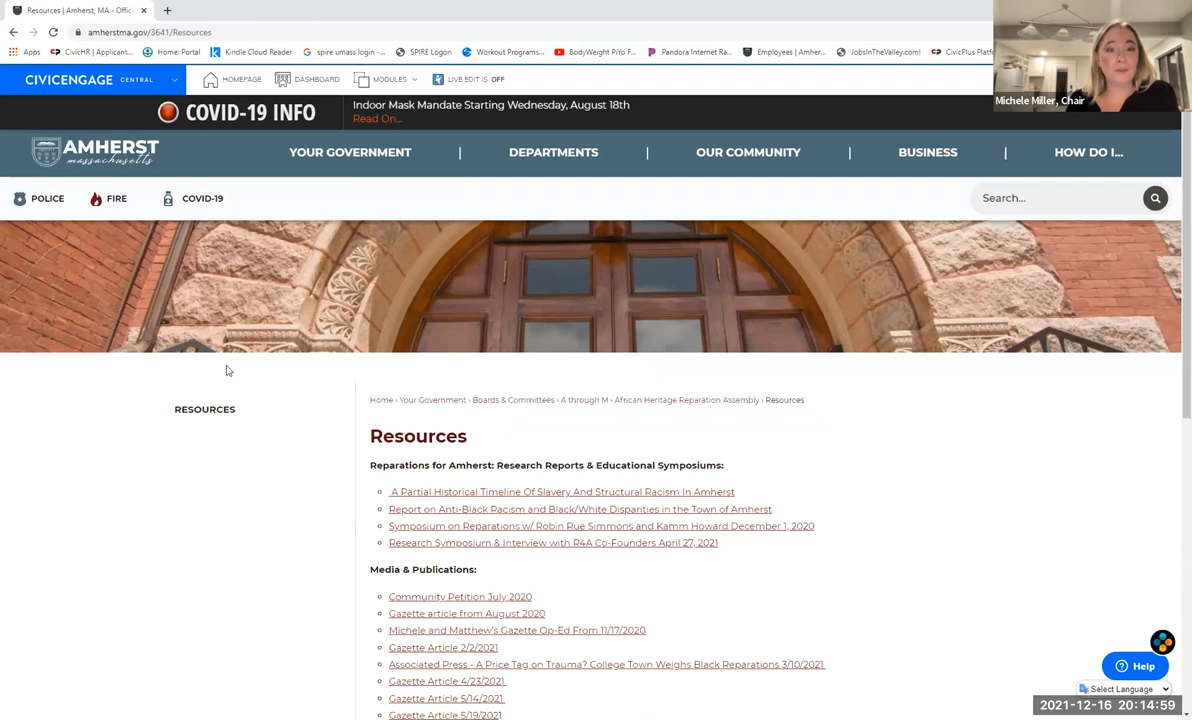 Resources | Amherst, MA - Offic
amherstma.gov/3641/Resources
Apps CivicHR | Applicant... Home: Portal Kindle Cloud Reader spire umass login -... SPIRE Logon Workout Programs... BodyWeight PiYo F... Pandora Internet Ra... Employees | Amher... JobsInTheValley.com! CivicPlus Platf
CIVICENGAGE CENTRAL HOMEPAGE DASHBOARD MODULES LIVE EDIT IS OFF
Michele Miller, Chair
COVID-19 INFO
Indoor Mask Mandate Starting Wednesday, August 18th
Read On...
AMHERST
massachusetts
YOUR GOVERNMENT DEPARTMENTS OUR COMMUNITY BUSINESS HOW DO I...
POLICE FIRE COVID-19 Search...
RESOURCES
Home › Your Government › Boards & Committees › A through M › African Heritage Reparation Assembly › Resources
Resources
Reparations for Amherst: Research Reports & Educational Symposiums:
A Partial Historical Timeline Of Slavery And Structural Racism In Amherst
Report on Anti-Black Racism and Black/White Disparities in the Town of Amherst
Symposium on Reparations w/ Robin Rue Simmons and Kamm Howard December 1, 2020
Research Symposium & Interview with R4A Co-Founders April 27, 2021
Media & Publications:
Community Petition July 2020
Gazette article from August 2020
Michele and Matthew's Gazette Op-Ed From 11/17/2020
Gazette Article 2/2/2021
Associated Press - A Price Tag on Trauma? College Town Weighs Black Reparations 3/10/2021
Gazette Article 4/23/2021
Gazette Article 5/14/2021
Gazette Article 5/19/2021
Help
Select Language
2021-12-16 20:14:59